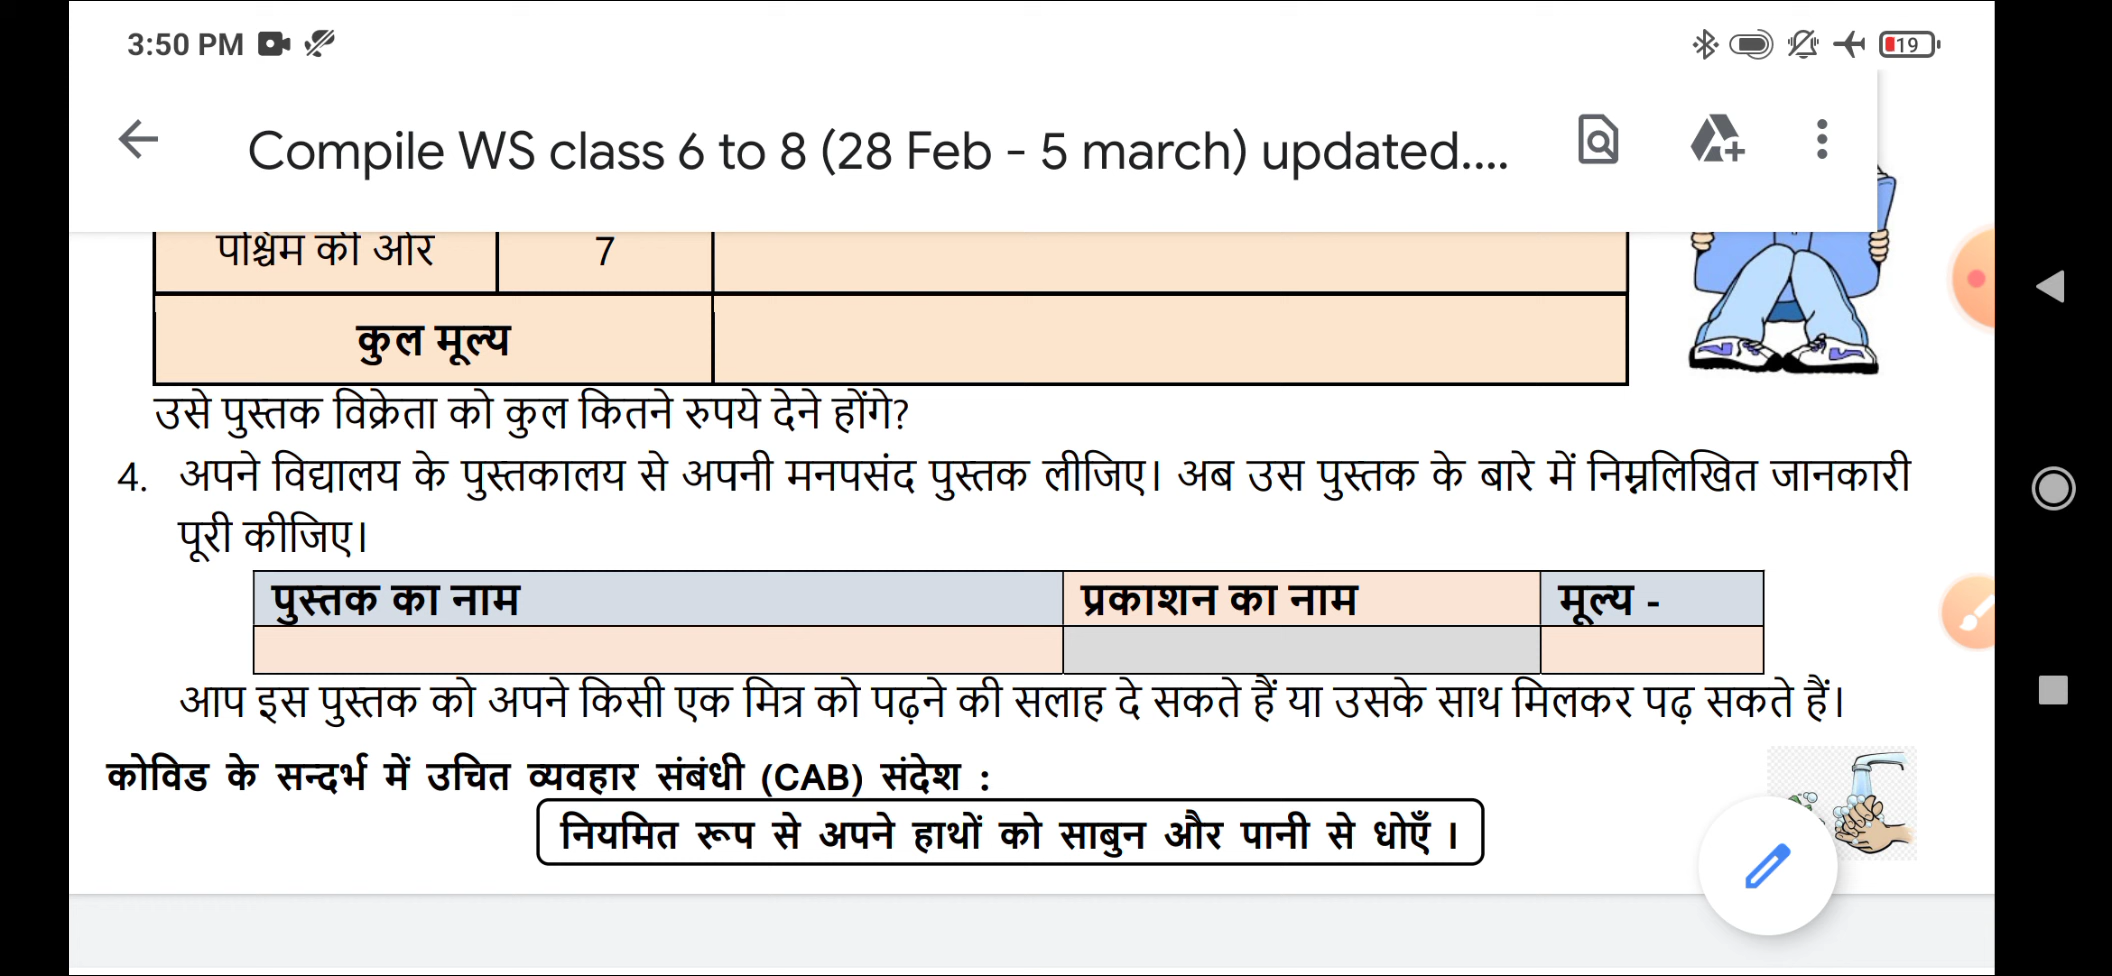 3:50 PM
19
Compile WS class 6 to 8 (28 Feb - 5 march) updated....
पश्चिम की ओर 7
कुल मूल्य
उसे पुस्तक विक्रेता को कुल कितने रुपये देने होंगे?
4. अपने विद्यालय के पुस्तकालय से अपनी मनपसंद पुस्तक लीजिए। अब उस पुस्तक के बारे में निम्नलिखित जानकारी
पूरी कीजिए।
पुस्तक का नाम प्रकाशन का नाम मूल्य -
आप इस पुस्तक को अपने किसी एक मित्र को पढ़ने की सलाह दे सकते हैं या उसके साथ मिलकर पढ़ सकते हैं।
कोविड के सन्दर्भ में उचित व्यवहार संबंधी (CAB) संदेश :
नियमित रूप से अपने हाथों को साबुन और पानी से धोएँ ।